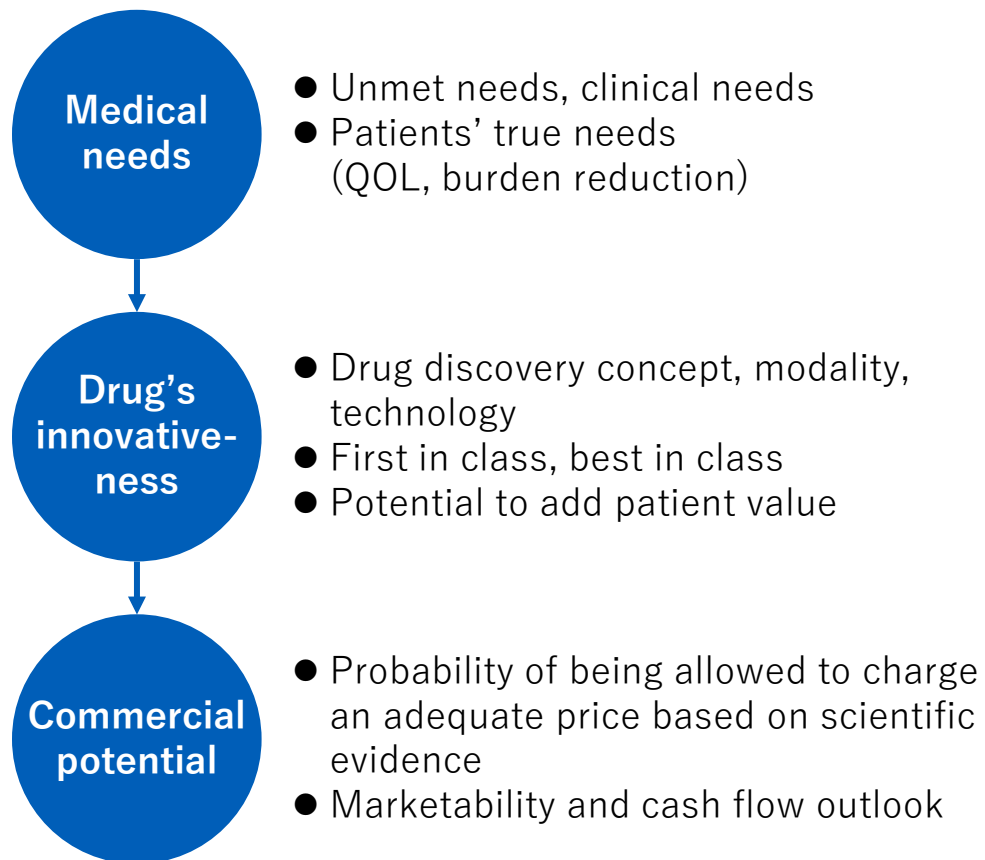 Medical
needs
● Unmet needs, clinical needs
● Patients’ true needs
(QOL, burden reduction)
Drug’s
innovative-
ness
● Drug discovery concept, modality,
technology
● First in class, best in class
● Potential to add patient value
Commercial
potential
● Probability of being allowed to charge
an adequate price based on scientific
evidence
● Marketability and cash flow outlook